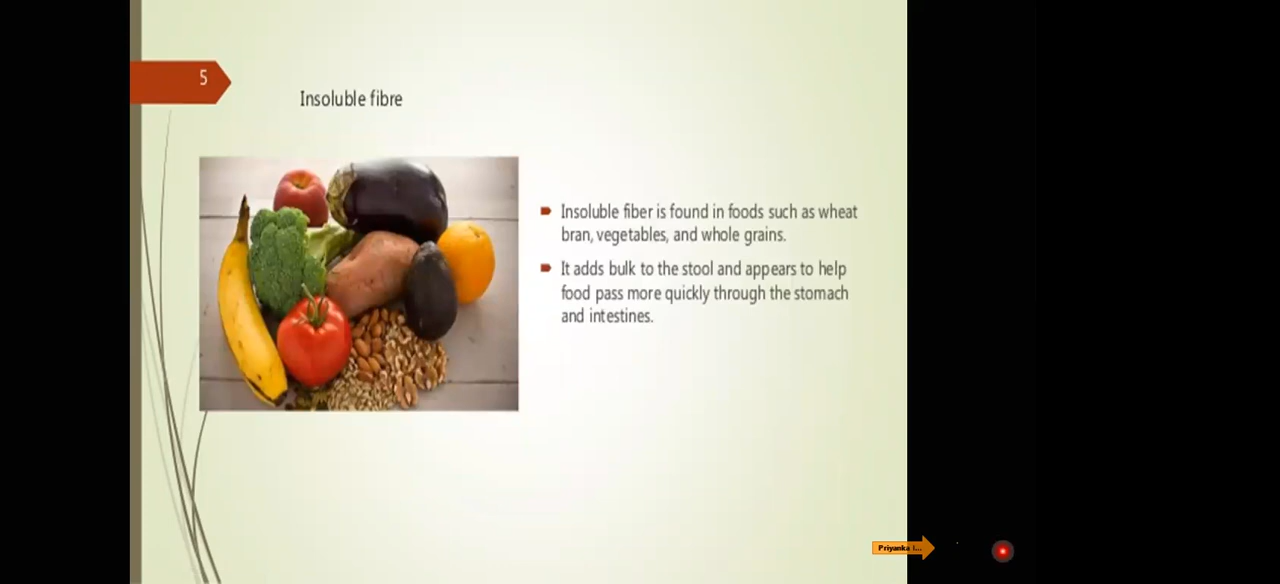 5
Insoluble fibre
Insoluble fiber is found in foods such as wheat
bran, vegetables, and whole grains.
It adds bulk to the stool and appears to help
food pass more quickly through the stomach
and intestines.
Priyanka